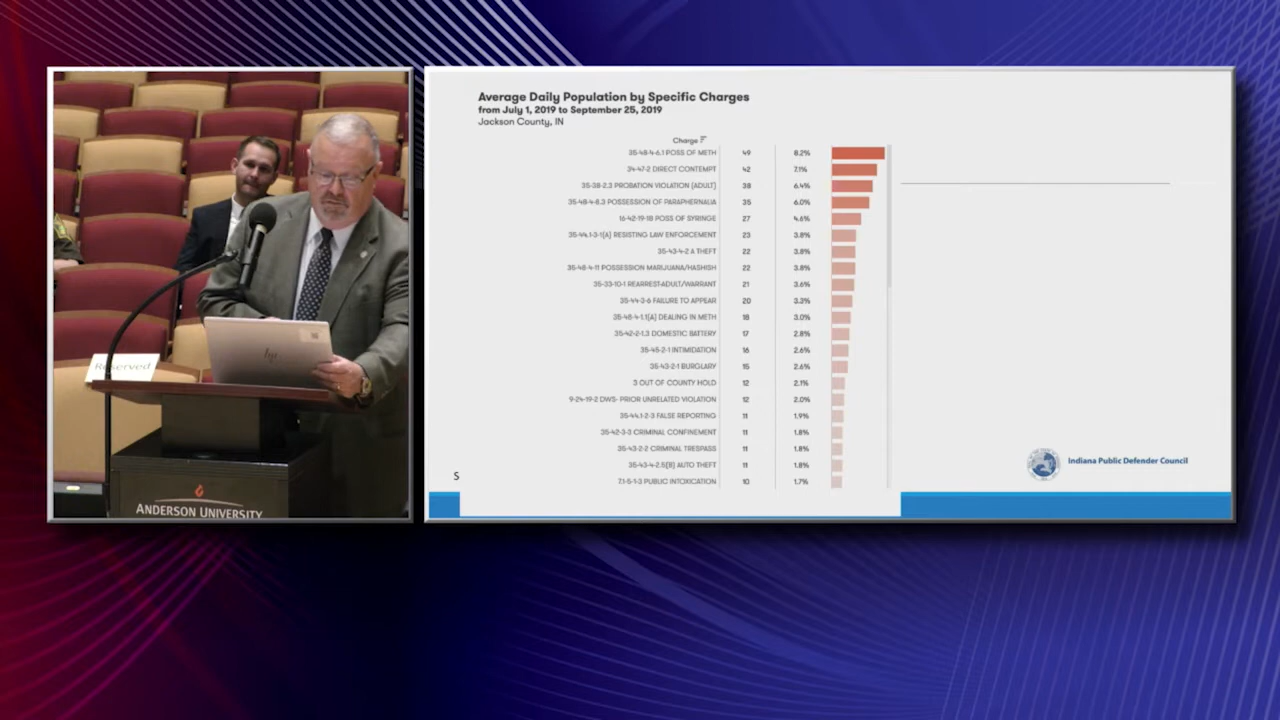 Reserved
hp
ANDERSON UNIVERSITY
Average Daily Population by Specific Charges
from July 1, 2019 to September 25, 2019
Jackson County, IN
Charge
35-48-4-6.1 POSS OF METH 49 8.2%
34-47-2 DIRECT CONTEMPT 42 7.1%
35-38-2.3 PROBATION VIOLATION (ADULT) 38 6.4%
35-48-4-8.3 POSSESSION OF PARAPHERNALIA 35 6.0%
16-42-19-18 POSS OF SYRINGE 27 4.6%
35-44.1-3-1(A) RESISTING LAW ENFORCEMENT 23 3.8%
35-43-4-2 A THEFT 22 3.8%
35-48-4-11 POSSESSION MARIJUANA/HASHISH 22 3.8%
35-33-10-1 REARREST-ADULT/WARRANT 21 3.6%
35-44-3-6 FAILURE TO APPEAR 20 3.3%
35-48-4-1.1(A) DEALING IN METH 18 3.0%
35-42-2-1.3 DOMESTIC BATTERY 17 2.8%
35-45-2-1 INTIMIDATION 16 2.6%
35-43-2-1 BURGLARY 15 2.6%
3 OUT OF COUNTY HOLD 12 2.1%
9-24-19-2 DWS- PRIOR UNRELATED VIOLATION 12 2.0%
35-44.1-2-3 FALSE REPORTING 11 1.9%
35-42-3-3 CRIMINAL CONFINEMENT 11 1.8%
35-43-2-2 CRIMINAL TRESPASS 11 1.8%
35-43-4-2.5(B) AUTO THEFT 11 1.8%
7.1-5-1-3 PUBLIC INTOXICATION 10 1.7%
S
Indiana Public Defender Council